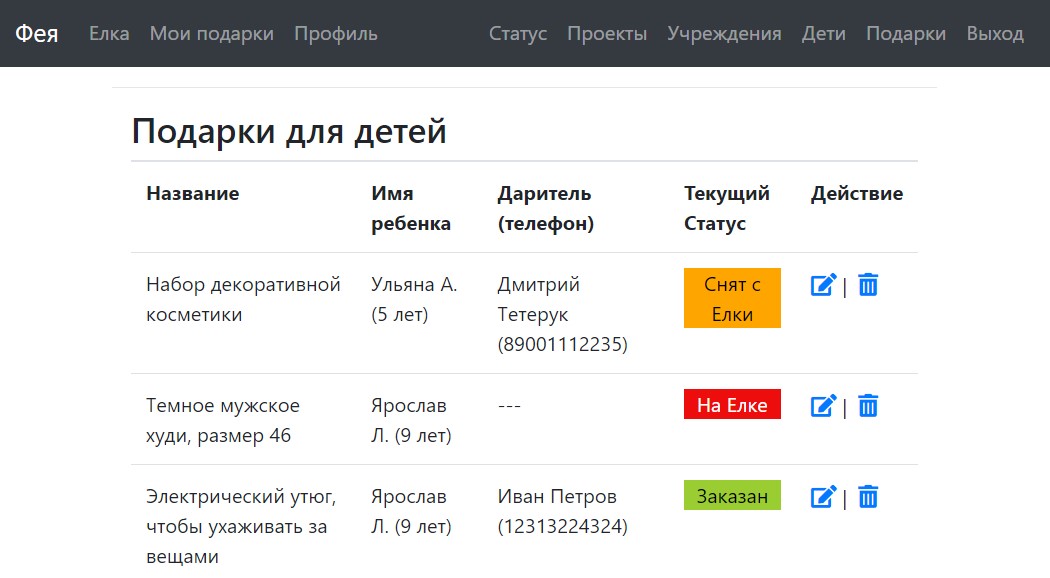 Фея Елка Мои подарки Профиль Статус Проекты Учреждения Дети Подарки Выход
Подарки для детей
Название Имя ребенка Даритель (телефон) Текущий Статус Действие
Набор декоративной
косметики
Ульяна А.
(5 лет)
Дмитрий
Тетерук
(89001112235)
Снят с
Елки
|
Темное мужское
худи, размер 46
Ярослав
Л. (9 лет)
---
На Елке
|
Электрический утюг,
чтобы ухаживать за
вещами
Ярослав
Л. (9 лет)
Иван Петров
(12313224324)
Заказан
|